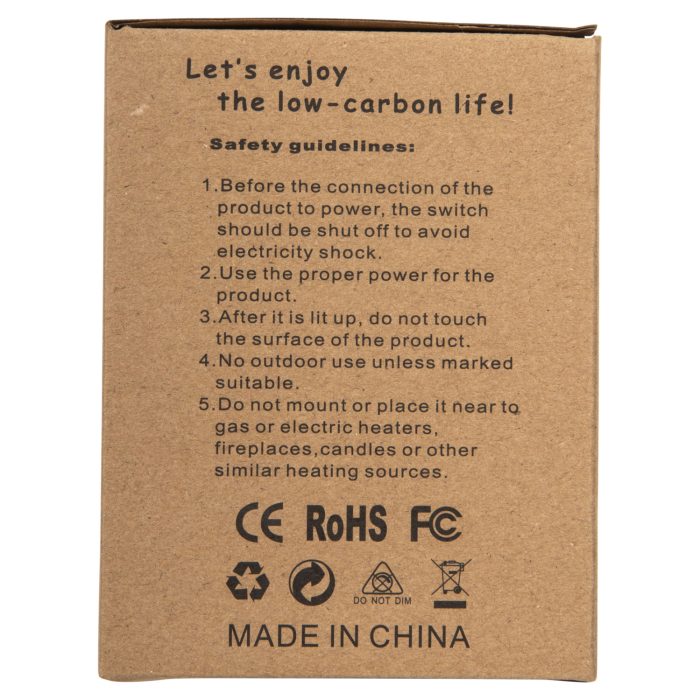 Let's enjoy
the low-carbon life!
Safety guidelines:
1.Before the connection of the
product to power, the switch
should be shut off to avoid
electricity shock.
2.Use the proper power for the
product.
3.After it is lit up, do not touch
the surface of the product.
4.No outdoor use unless marked
suitable.
5.Do not mount or place it near to
gas or electric heaters,
fireplaces,candles or other
similar heating sources.
CE RoHS FC
DO NOT DIM
MADE IN CHINA